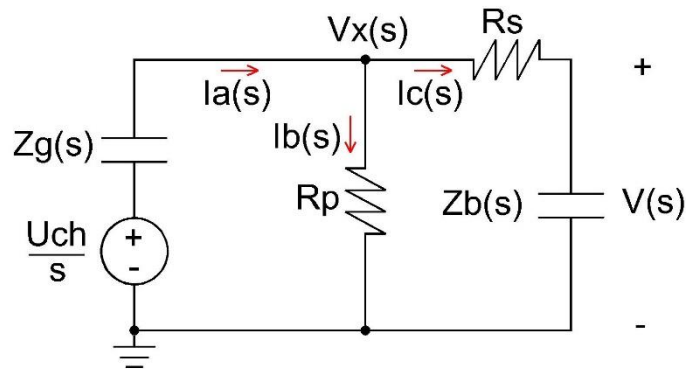 Vx(s)
Rs
+
Ia(s)
Ic(s)
Zg(s)
Ib(s)
Rp
Zb(s)
V(s)
Uch
s
+
-
-